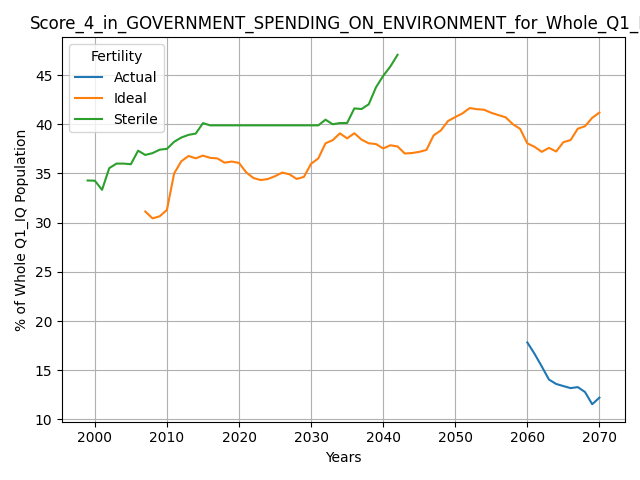 Score_4_in_GOVERNMENT_SPENDING_ON_ENVIRONMENT_for_Whole_Q1_I
Fertility
Actual
Ideal
Sterile
% of Whole Q1_IQ Population
45
40
35
30
25
20
15
10
2000 2010 2020 2030 2040 2050 2060 2070
Years